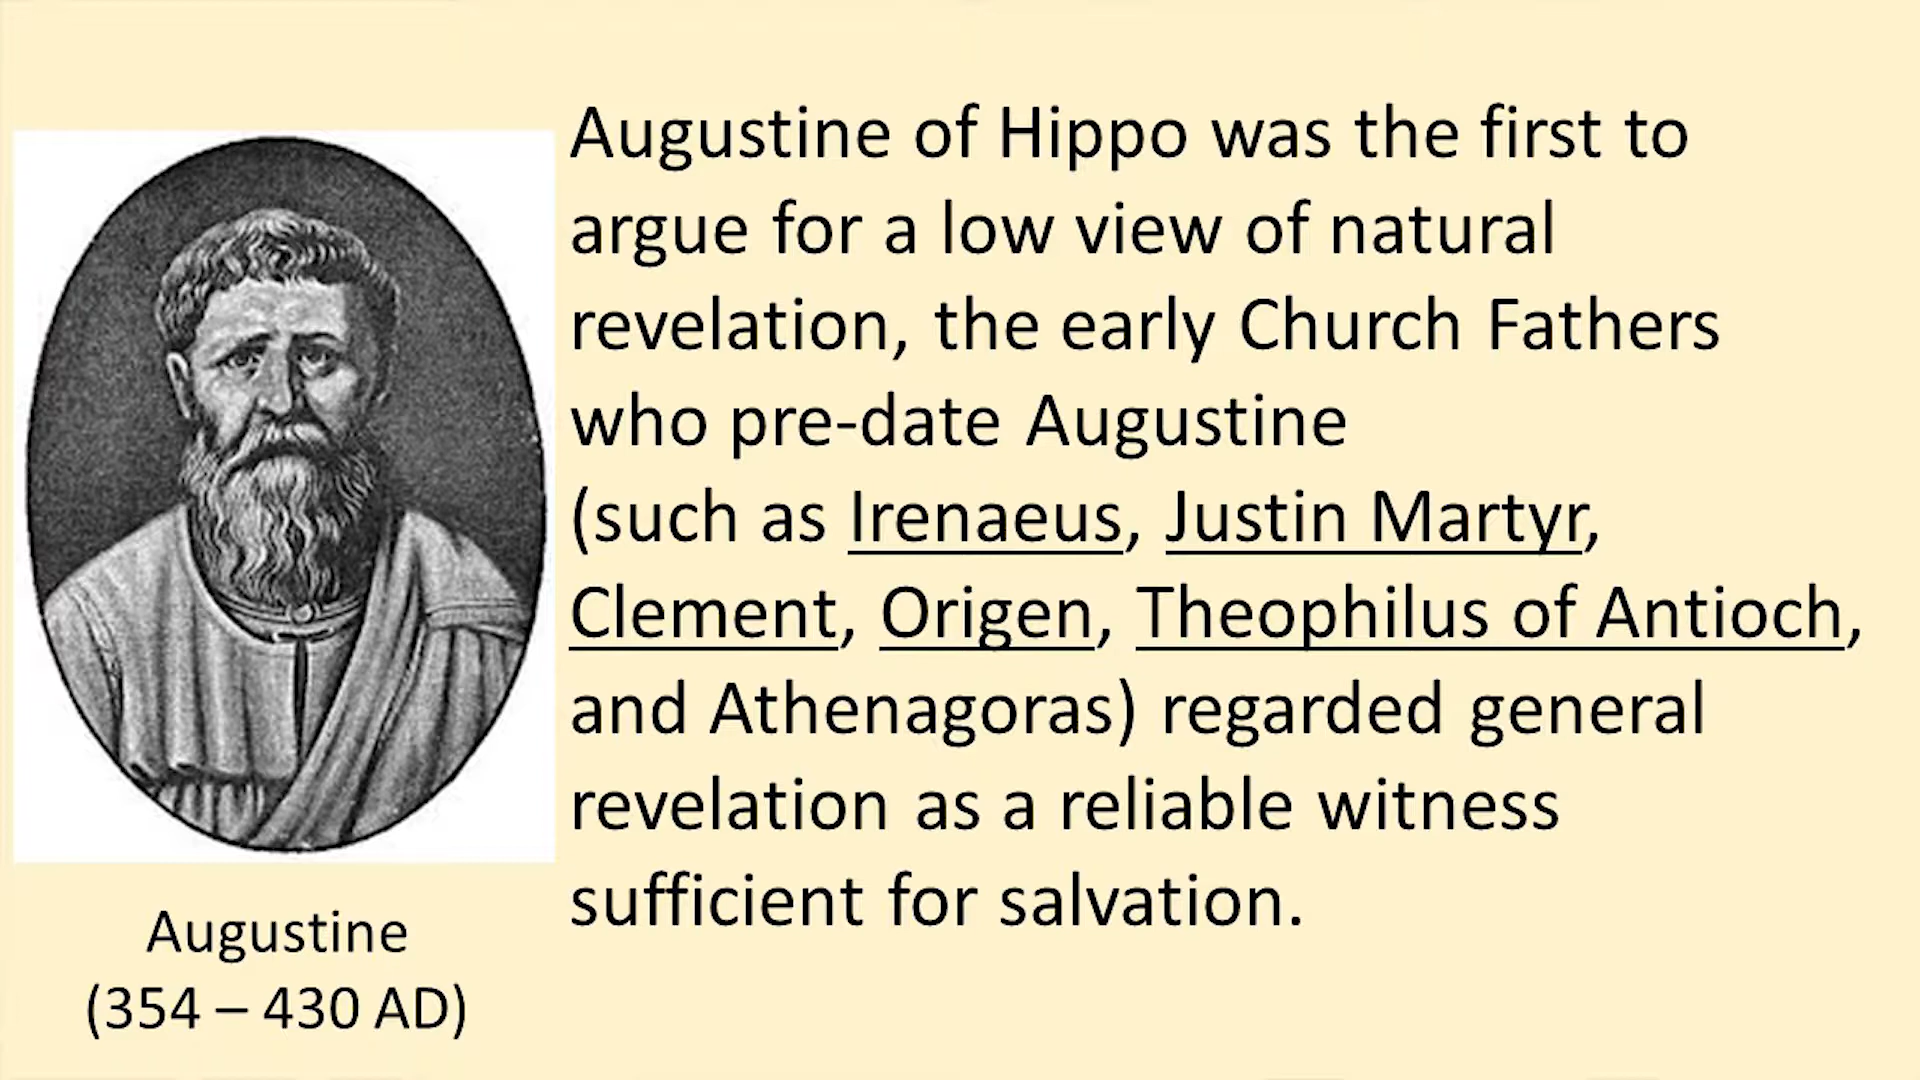 Augustine of Hippo was the first to
argue for a low view of natural
revelation, the early Church Fathers
who pre-date Augustine
(such as Irenaeus, Justin Martyr,
Clement, Origen, Theophilus of Antioch,
and Athenagoras) regarded general
revelation as a reliable witness
sufficient for salvation.
Augustine
(354 – 430 AD)